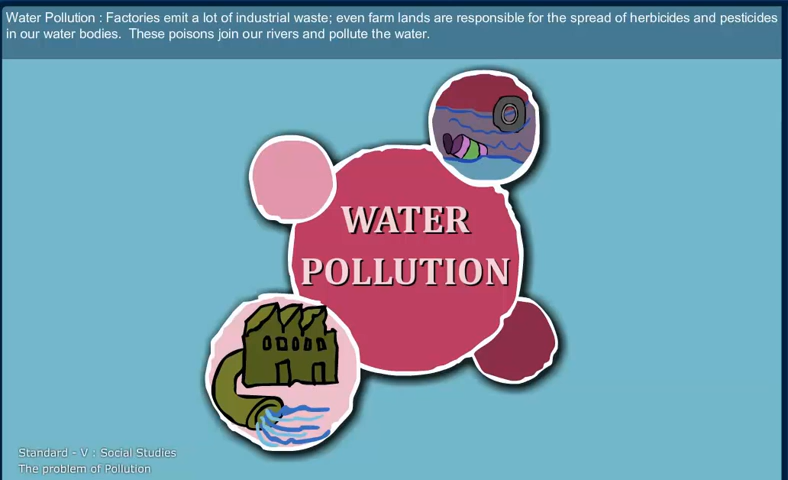 Water Pollution : Factories emit a lot of industrial waste; even farm lands are responsible for the spread of herbicides and pesticides
in our water bodies.  These poisons join our rivers and pollute the water.
WATER
POLLUTION
Standard - V : Social Studies
The problem of Pollution